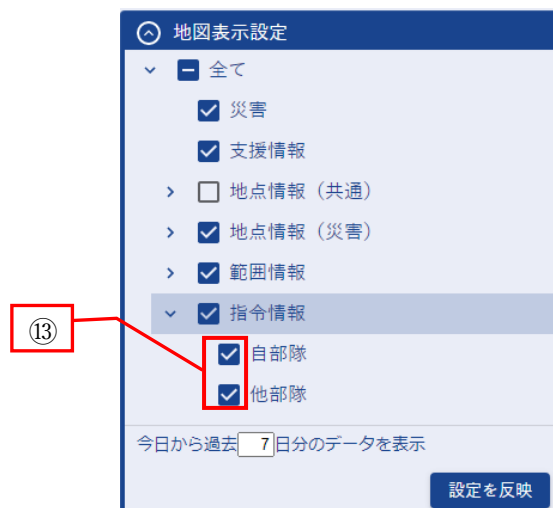 地図表示設定
全て
災害
支援情報
地点情報（共通）
地点情報（災害）
範囲情報
指令情報
⑬
自部隊
他部隊
今日から過去 7 日分のデータを表示
設定を反映